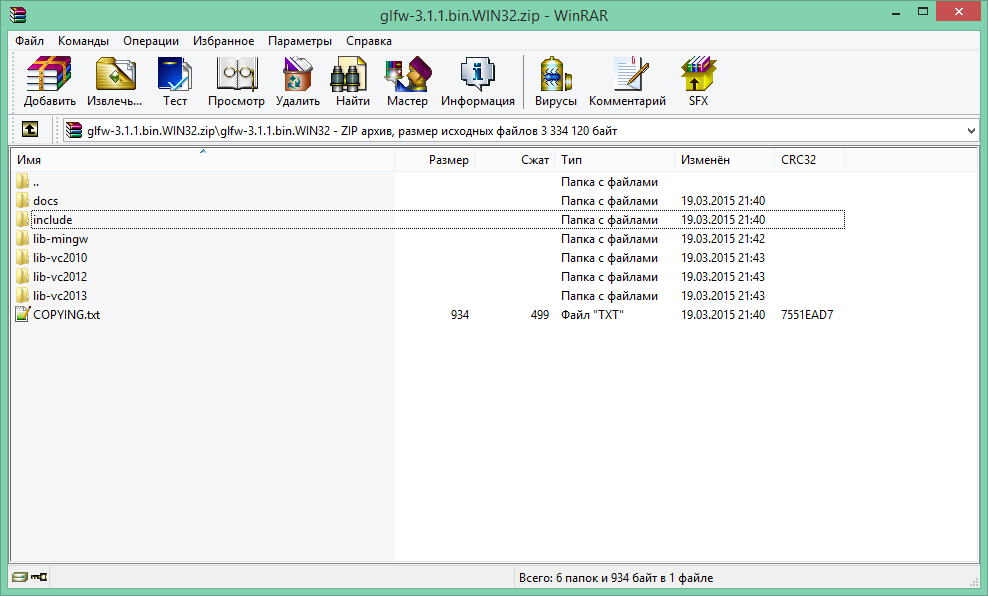 glfw-3.1.1.bin.WIN32.zip - WinRAR
Файл Команды Операции Избранное Параметры Справка
Добавить Извлечь... Тест Просмотр Удалить Найти Мастер Информация Вирусы Комментарий SFX
glfw-3.1.1.bin.WIN32.zip\glfw-3.1.1.bin.WIN32 - ZIP архив, размер исходных файлов 3 334 120 байт
Имя Размер Сжат Тип Изменён CRC32
.. Папка с файлами
docs Папка с файлами 19.03.2015 21:40
include Папка с файлами 19.03.2015 21:40
lib-mingw Папка с файлами 19.03.2015 21:42
lib-vc2010 Папка с файлами 19.03.2015 21:43
lib-vc2012 Папка с файлами 19.03.2015 21:43
lib-vc2013 Папка с файлами 19.03.2015 21:43
COPYING.txt 934 499 Файл "TXT" 19.03.2015 21:40 7551EAD7
Всего: 6 папок и 934 байт в 1 файле